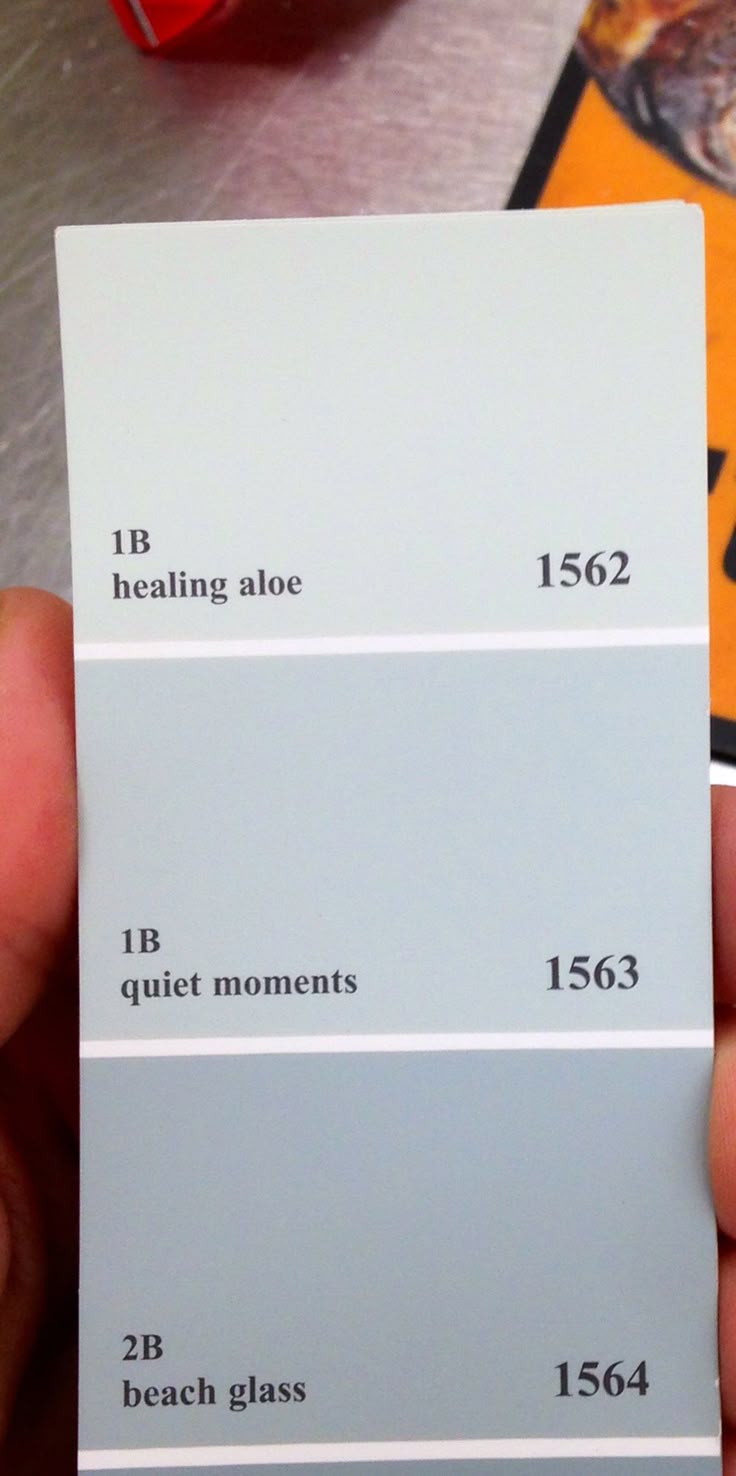 1B
healing aloe 1562
1B
quiet moments 1563
2B
beach glass 1564